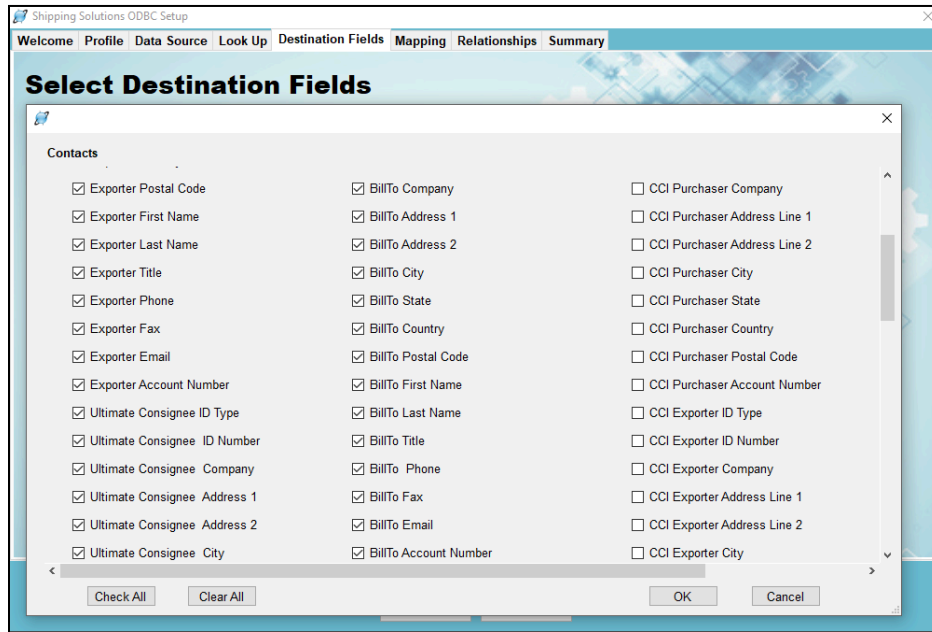 Shipping Solutions ODBC Setup
Welcome Profile Data Source Look Up Destination Fields Mapping Relationships Summary
Select Destination Fields
Contacts
Exporter Postal Code BillTo Company CCI Purchaser Company
Exporter First Name BillTo Address 1 CCI Purchaser Address Line 1
Exporter Last Name BillTo Address 2 CCI Purchaser Address Line 2
Exporter Title BillTo City CCI Purchaser City
Exporter Phone BillTo State CCI Purchaser State
Exporter Fax BillTo Country CCI Purchaser Country
Exporter Email BillTo Postal Code CCI Purchaser Postal Code
Exporter Account Number BillTo First Name CCI Purchaser Account Number
Ultimate Consignee ID Type BillTo Last Name CCI Exporter ID Type
Ultimate Consignee ID Number BillTo Title CCI Exporter ID Number
Ultimate Consignee Company BillTo Phone CCI Exporter Company
Ultimate Consignee Address 1 BillTo Fax CCI Exporter Address Line 1
Ultimate Consignee Address 2 BillTo Email CCI Exporter Address Line 2
Ultimate Consignee City BillTo Account Number CCI Exporter City
Check All Clear All OK Cancel